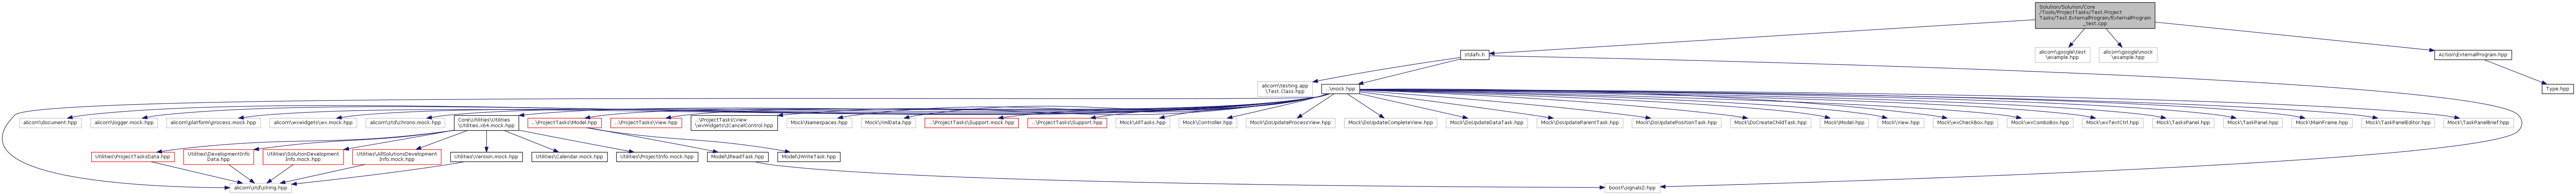 Solution/Solution/Core
/Tools/ProjectTasks/Test.Project
Tasks/Test.ExternalProgram/ExternalProgram
_test.cpp
stdafx.h
alicorn\google\test
\example.hpp
alicorn\google\mock
\example.hpp
Action\ExternalProgram.hpp
alicorn\testing.app
\Test.Class.hpp
..\mock.hpp
Type.hpp
alicorn\document.hpp
alicorn\logger.mock.hpp
alicorn\platform\process.mock.hpp
alicorn\wxwidgets\wx.mock.hpp
alicorn\std\chrono.mock.hpp
Core\Utilities\Utilities
\Utilities.x64.mock.hpp
..\ProjectTasks\Model.hpp
..\ProjectTasks\View.hpp
..\ProjectTasks\View
\wxWidgets\ICancelControl.hpp
Mock\Namespaces.hpp
Mock\XmlData.hpp
..\ProjectTasks\Support.mock.hpp
..\ProjectTasks\Support.hpp
Mock\AllTasks.hpp
Mock\Controller.hpp
Mock\DoUpdateProcessView.hpp
Mock\DoUpdateCompleteView.hpp
Mock\DoUpdateDataTask.hpp
Mock\DoUpdateParentTask.hpp
Mock\DoUpdatePositionTask.hpp
Mock\DoCreateChildTask.hpp
Mock\Model.hpp
Mock\View.hpp
Mock\wxCheckBox.hpp
Mock\wxComboBox.hpp
Mock\wxTextCtrl.hpp
Mock\TasksPanel.hpp
Mock\TaskPanel.hpp
Mock\MainFrame.hpp
Mock\TaskPanelEditor.hpp
Mock\TaskPanelBrief.hpp
Utilities\ProjectTasksData.hpp
Utilities\DevelopmentInfo
Data.hpp
Utilities\SolutionDevelopment
Info.mock.hpp
Utilities\AllSolutionsDevelopment
Info.mock.hpp
Utilities\Version.mock.hpp
Utilities\Calendar.mock.hpp
Utilities\ProjectInfo.mock.hpp
Model\IReadTask.hpp
Model\IWriteTask.hpp
alicorn\std\string.hpp
boost\signals2.hpp